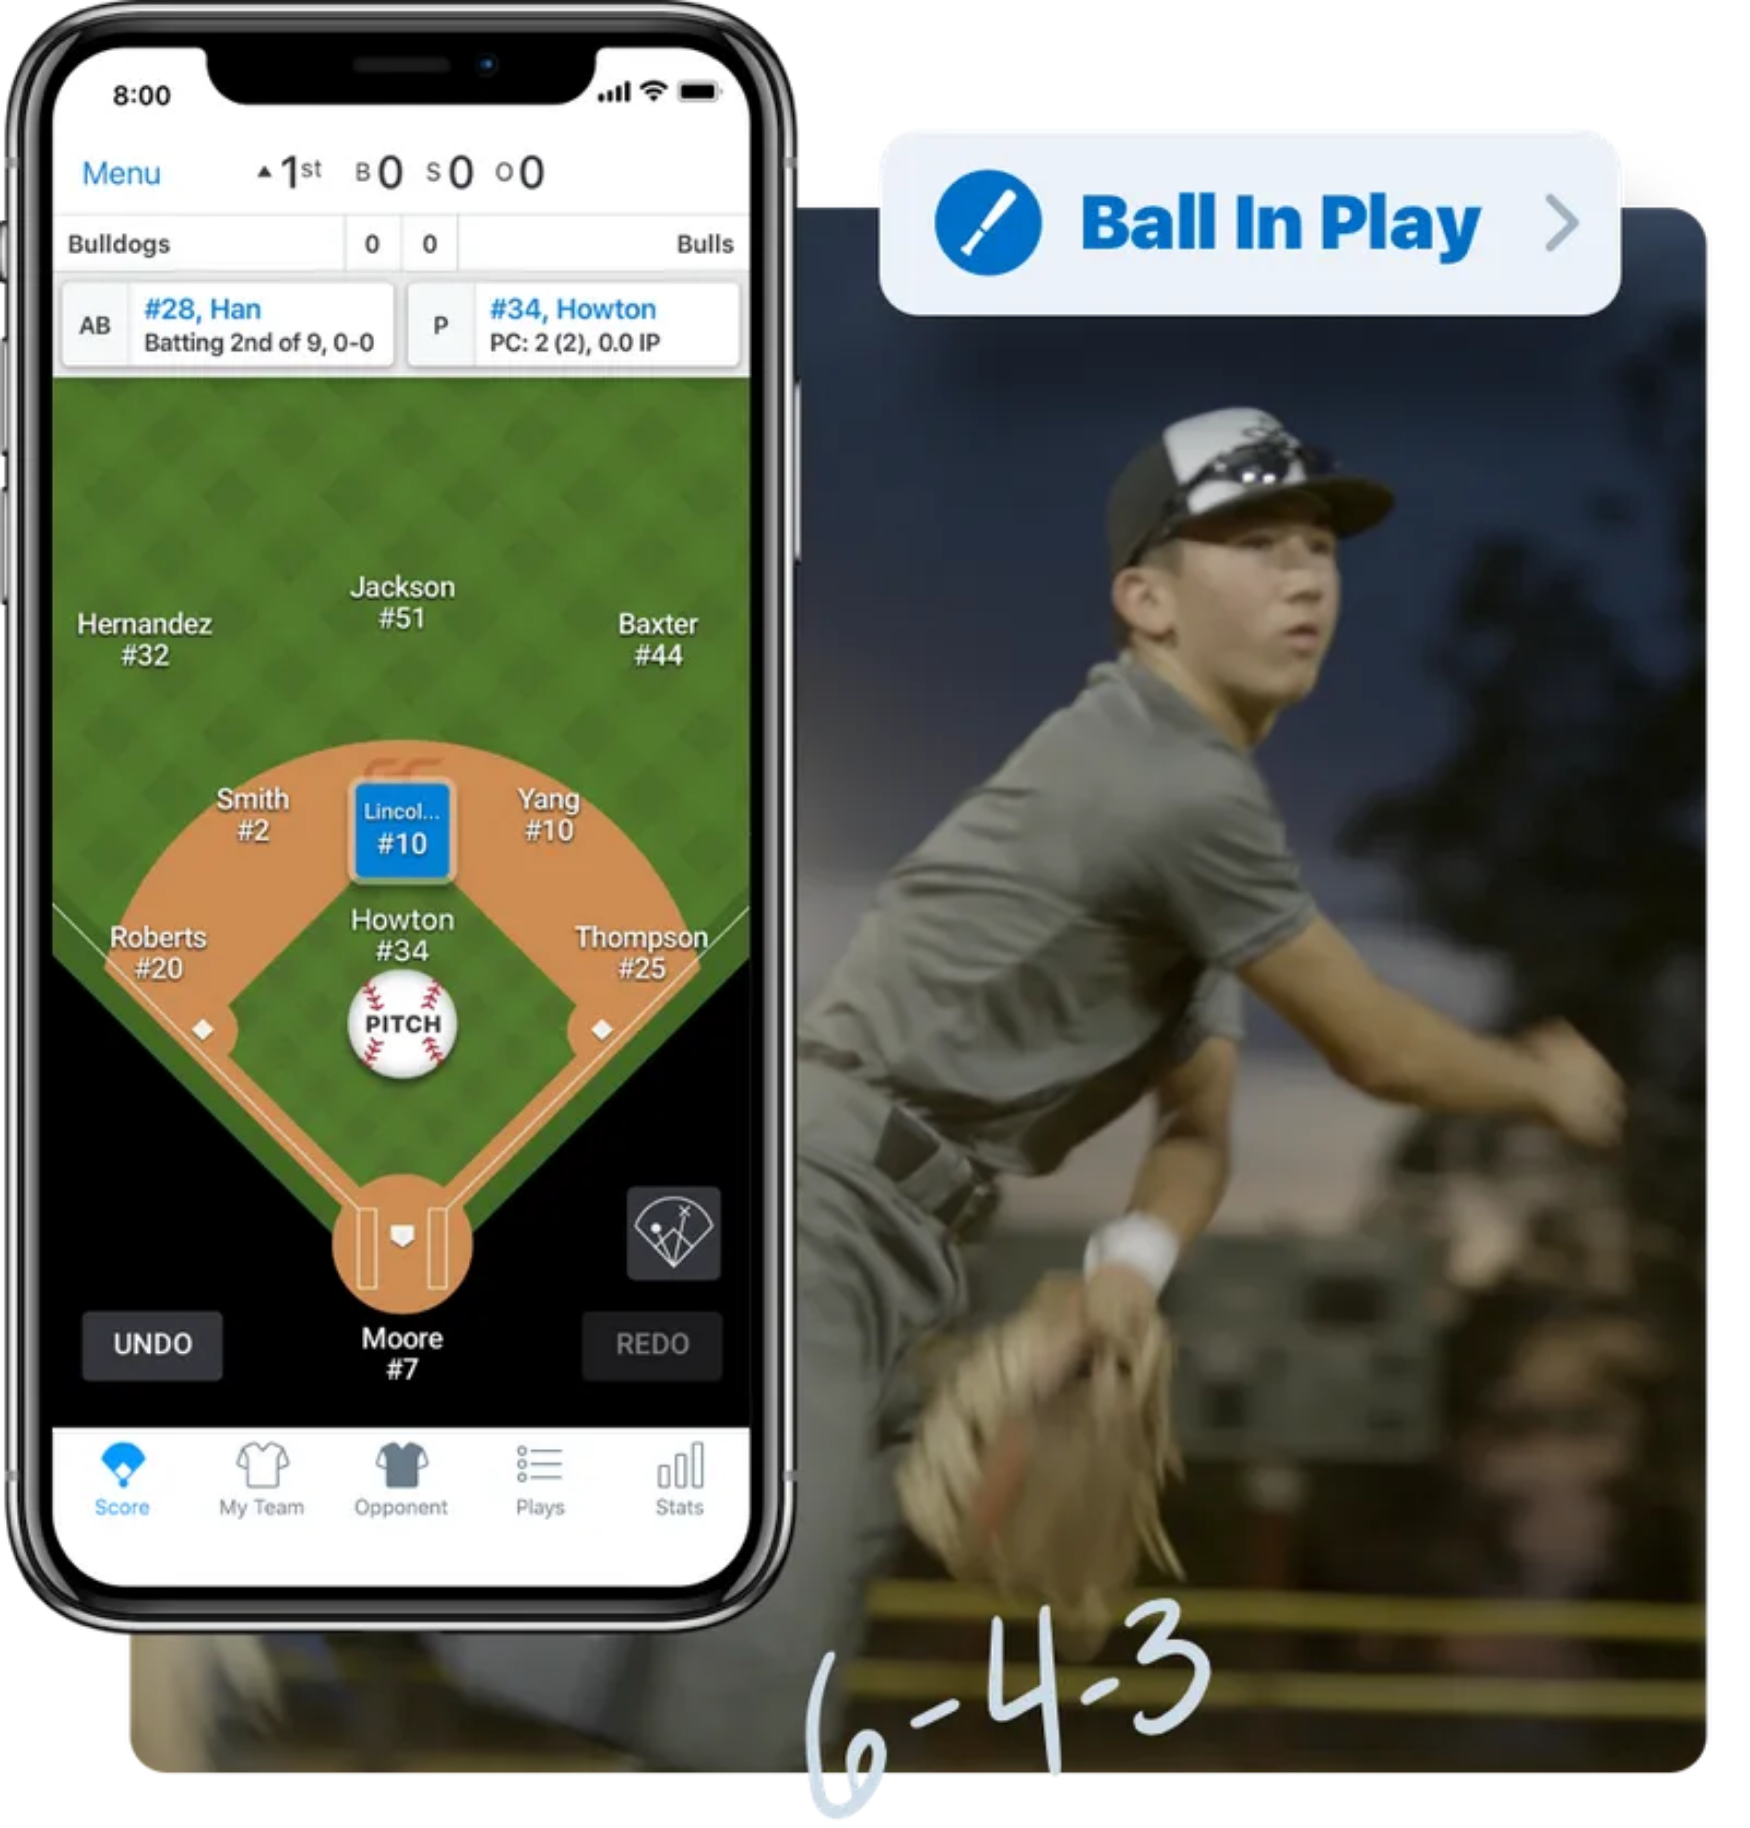 8:00
Menu
▲ 1st B 0 S 0 O 0
Bulldogs 0 0 Bulls
AB
#28, Han
Batting 2nd of 9, 0-0
P
#34, Howton
PC: 2 (2), 0.0 IP
Jackson
#51
Hernandez
#32
Baxter
#44
GC
Smith
#2
Lincol...
#10
Yang
#10
Roberts
#20
Howton
#34
Thompson
#25
PITCH
UNDO
Moore
#7
REDO
Score
My Team
Opponent
Plays
Stats
Ball In Play
6-4-3